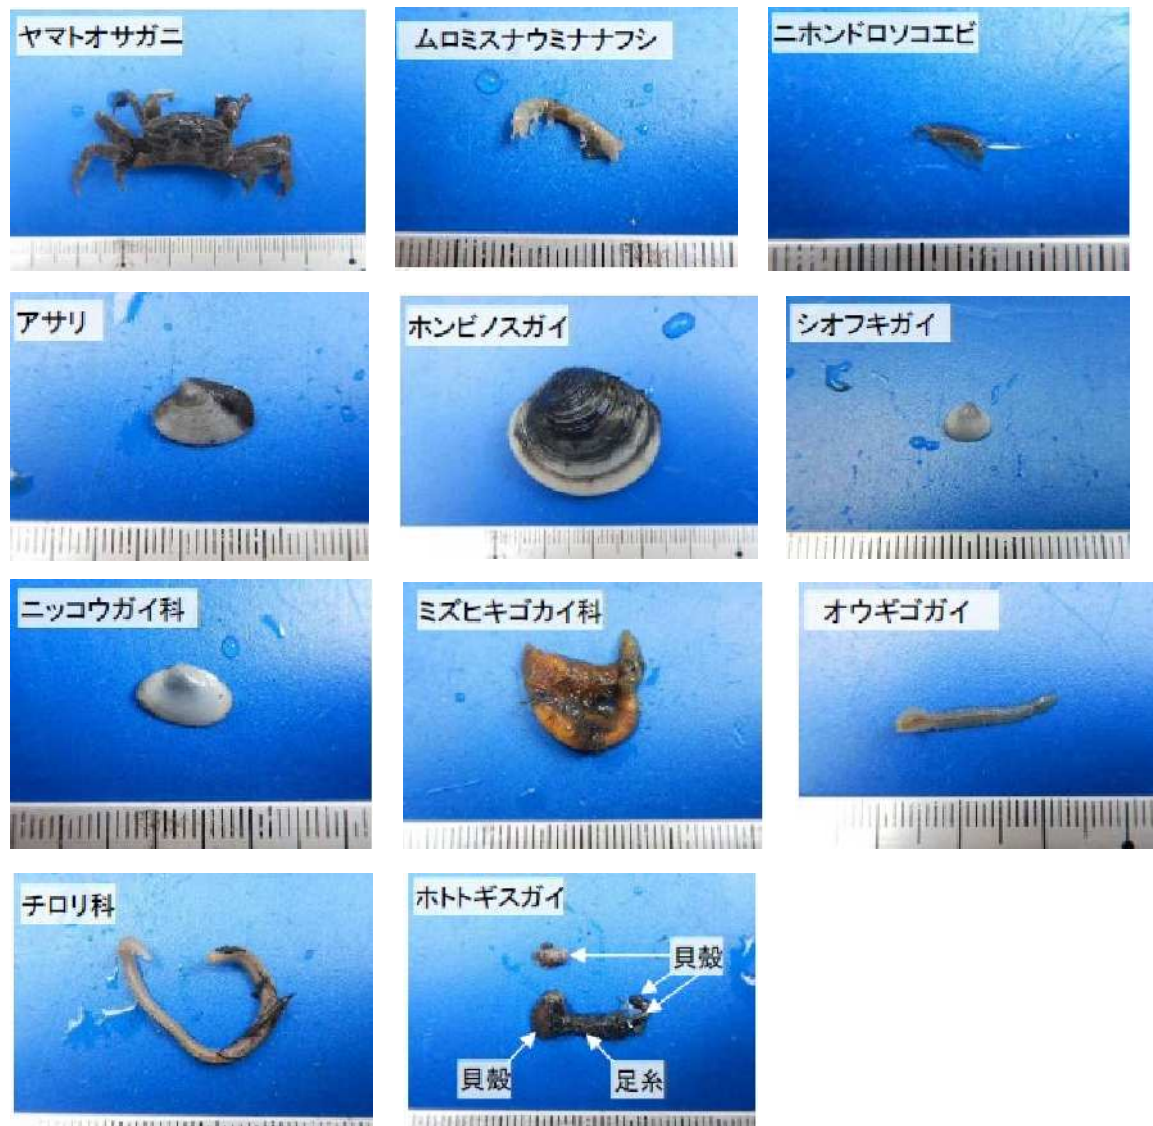 ヤマトオサガニ
ムロミスナウミナナフシ
ニホンドロソコエビ
アサリ
ホンビノスガイ
シオフキガイ
ニッコウガイ科
ミズヒキゴカイ科
オウギゴガイ
チロリ科
ホトトギスガイ
貝殻
貝殻
足糸